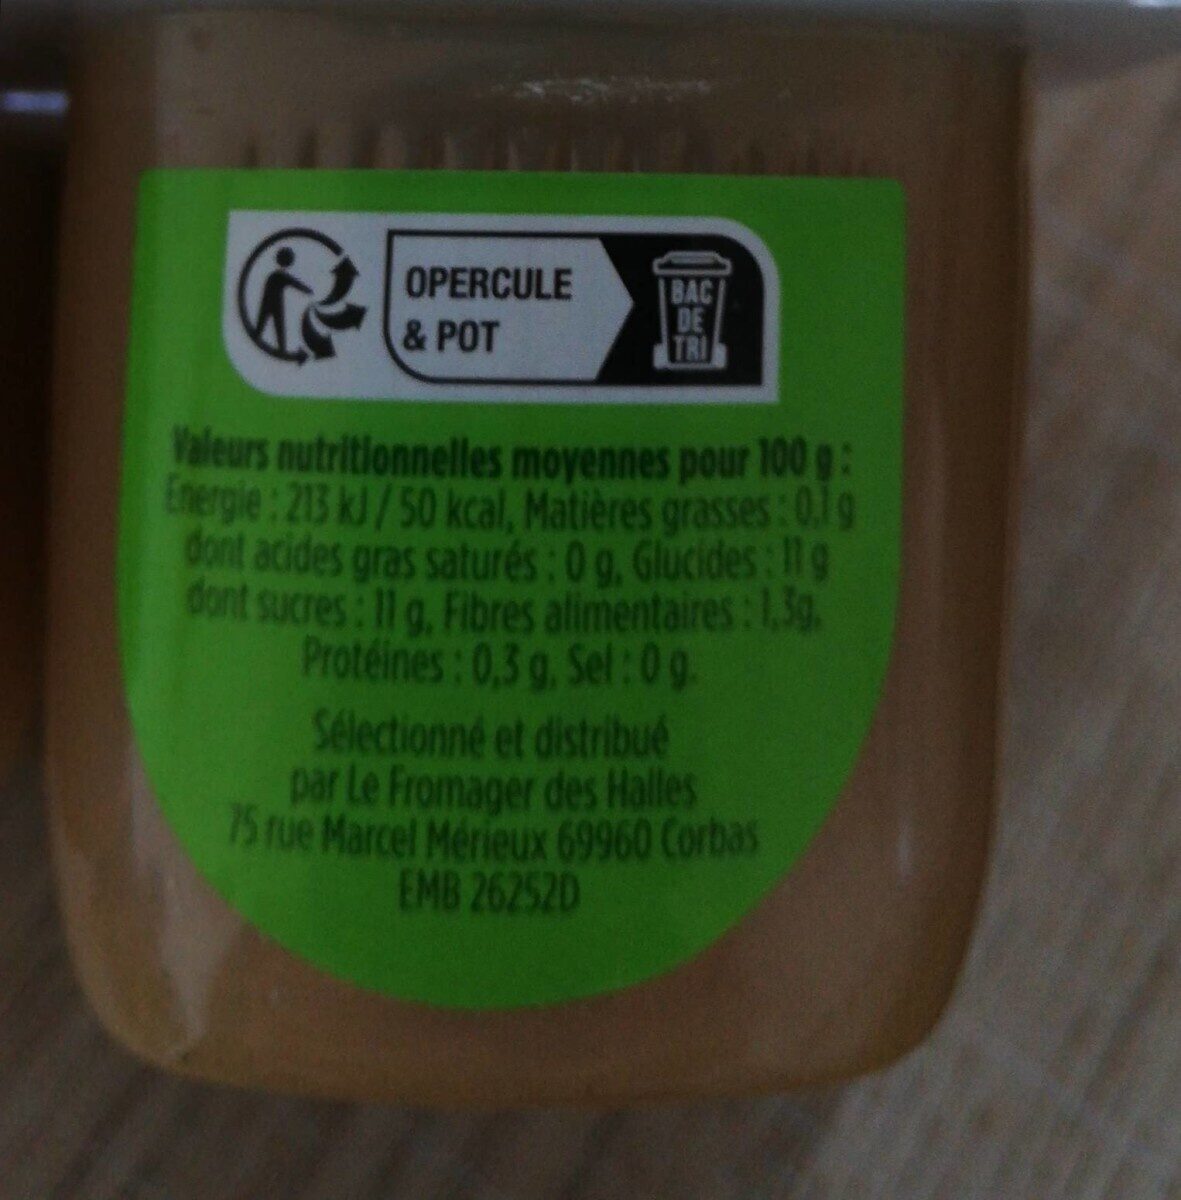 OPERCULE
& POT
BAC
DE
TRI
Valeurs nutritionnelles moyennes pour 100 g :
Energie : 213 kJ / 50 kcal, Matières grasses : 0,1 g
dont acides gras saturés : 0 g, Glucides : 11 g
dont sucres : 11 g, Fibres alimentaires : 1,3g,
Protéines : 0,3 g, Sel : 0 g.
Sélectionné et distribué
par Le Fromager des Halles
75 rue Marcel Mérieux 69960 Corbas
EMB 26252D